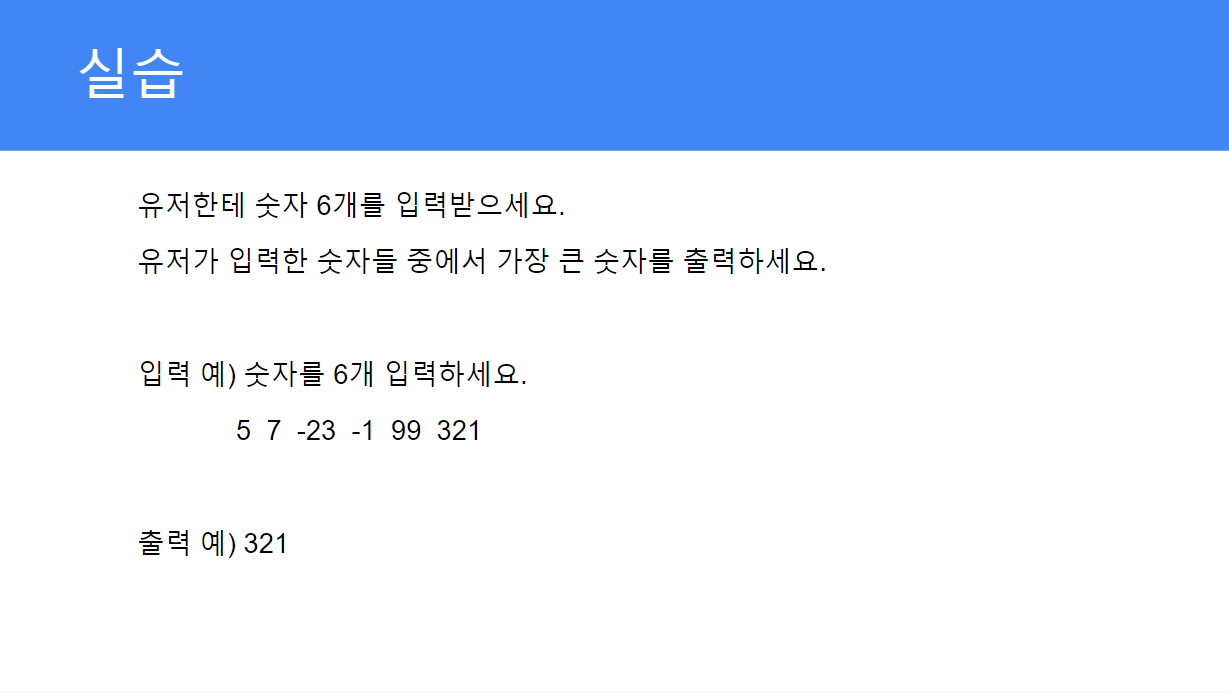 실습
유저한테 숫자 6개를 입력받으세요.
유저가 입력한 숫자들 중에서 가장 큰 숫자를 출력하세요.
입력 예) 숫자를 6개 입력하세요.
5 7 -23 -1 99 321
출력 예) 321